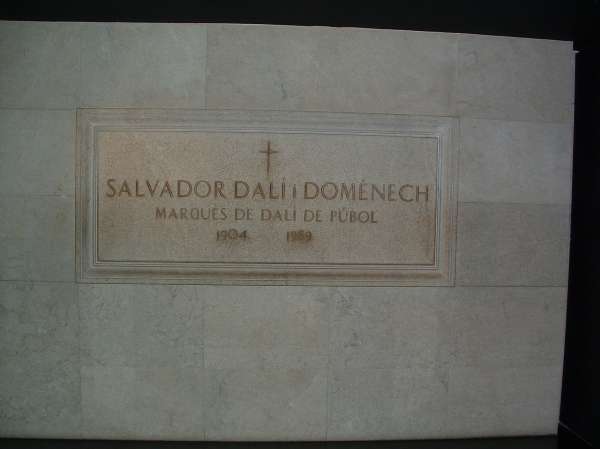 SALVADOR DALÍ i DOMÈNECH
MARQUÈS DE DALÍ DE PÚBOL
1904 1989